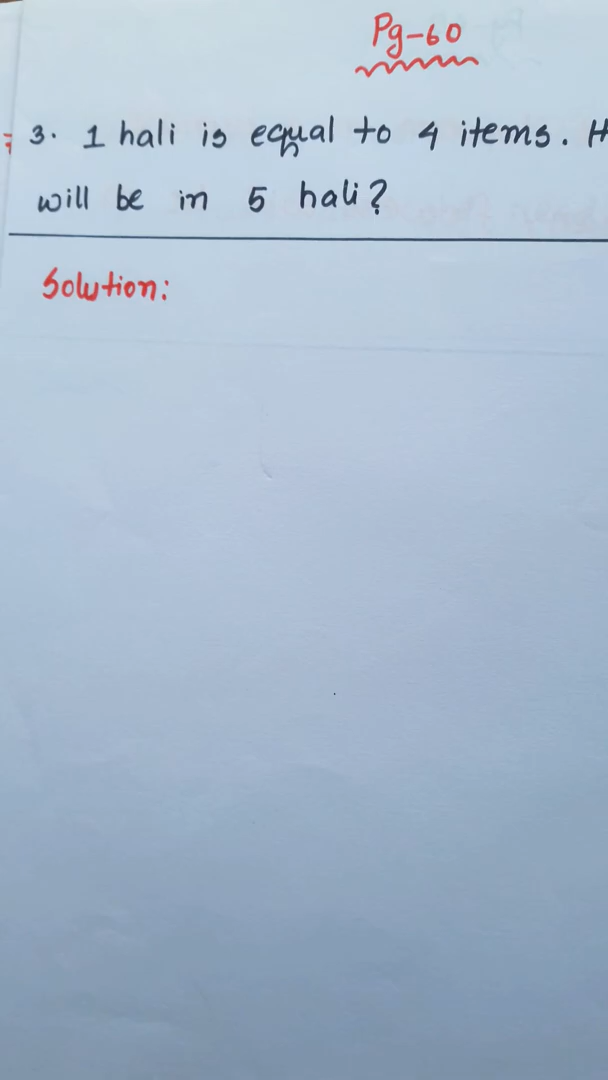 Pg-60
3. 1 hali is equal to 4 items. H
will be in 5 hali?
Solution: